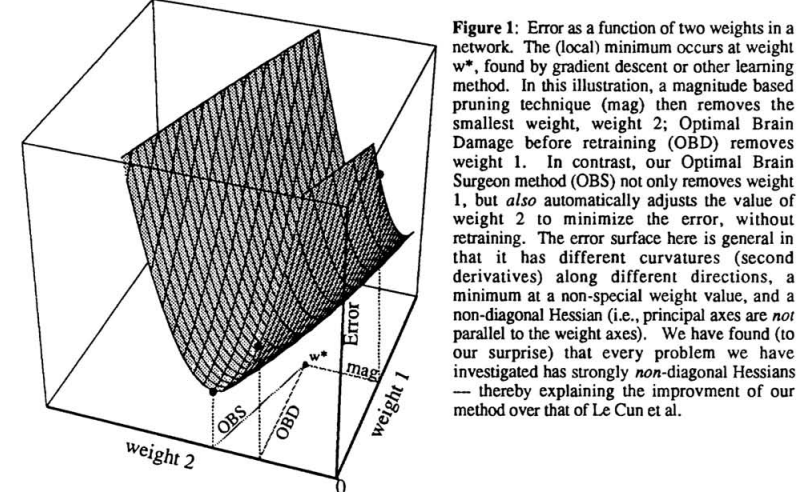 Figure 1: Error as a function of two weights in a
network. The (local) minimum occurs at weight
w*, found by gradient descent or other learning
method. In this illustration, a magnitude based
pruning technique (mag) then removes the
smallest weight, weight 2; Optimal Brain
Damage before retraining (OBD) removes
weight 1. In contrast, our Optimal Brain
Surgeon method (OBS) not only removes weight
1, but also automatically adjusts the value of
weight 2 to minimize the error, without
retraining. The error surface here is general in
that it has different curvatures (second
derivatives) along different directions, a
minimum at a non-special weight value, and a
non-diagonal Hessian (i.e., principal axes are not
parallel to the weight axes). We have found (to
our surprise) that every problem we have
investigated has strongly non-diagonal Hessians
— thereby explaining the improvment of our
method over that of Le Cun et al.
Error
w*
mag
OBS
OBD
weight 1
weight 2
0